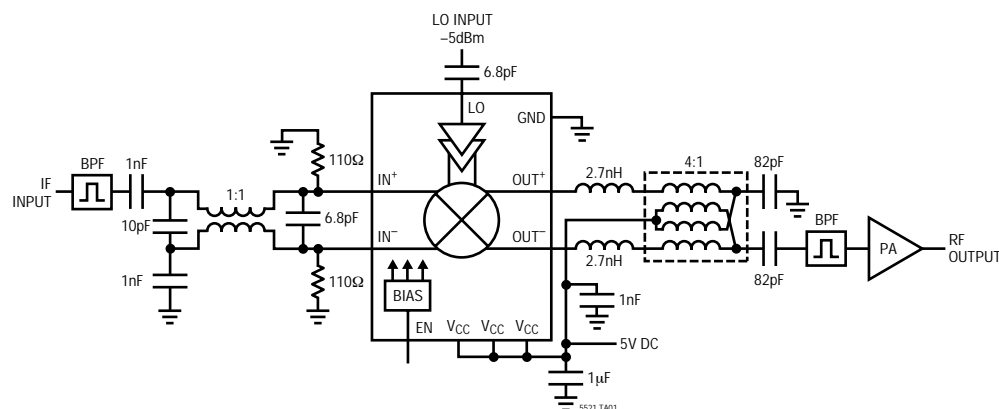 LO INPUT
–5dBm
6.8pF
LO
GND
BPF
1nF
IF
INPUT
10pF
1nF
1:1
110Ω
6.8pF
110Ω
IN+
IN–
OUT+
OUT–
2.7nH
2.7nH
4:1
82pF
82pF
BPF
PA
RF
OUTPUT
BIAS
EN
VCC
VCC
VCC
1nF
5V DC
1µF
5521 TA01